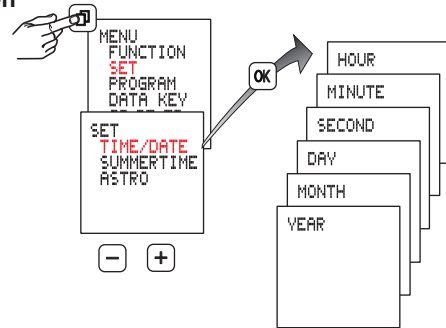 MENU
FUNCTION
SET
PROGRAM
DATA KEY
SET
TIME/DATE
SUMMERTIME
ASTRO
OK
HOUR
MINUTE
SECOND
DAY
MONTH
YEAR